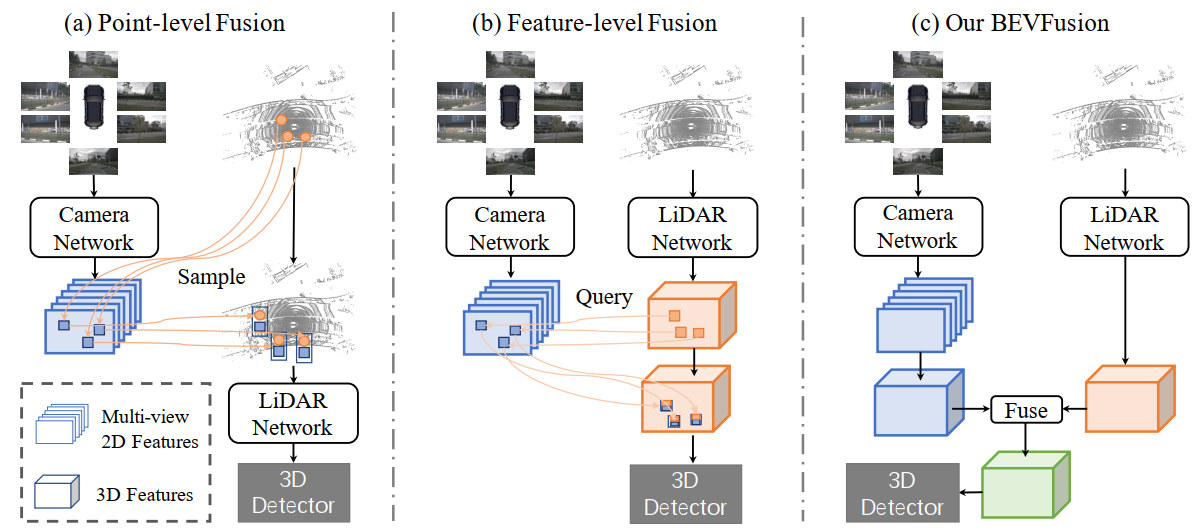 (a) Point-level Fusion
Camera
Network
Sample
LiDAR
Network
3D
Detector
Multi-view
2D Features
3D Features
(b) Feature-level Fusion
Camera
Network
LiDAR
Network
Query
3D
Detector
(c) Our BEVFusion
Camera
Network
LiDAR
Network
Fuse
3D
Detector